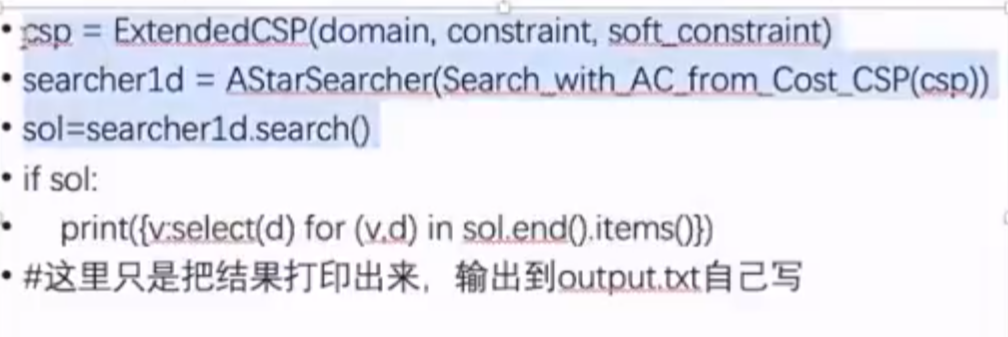 • csp = ExtendedCSP(domain, constraint, soft_constraint)
• searcher1d = AStarSearcher(Search_with_AC_from_Cost_CSP(csp))
• sol=searcher1d.search()
• if sol:
•     print({v:select(d) for (v,d) in sol.end().items()})
• #这里只是把结果打印出来，输出到output.txt自己写